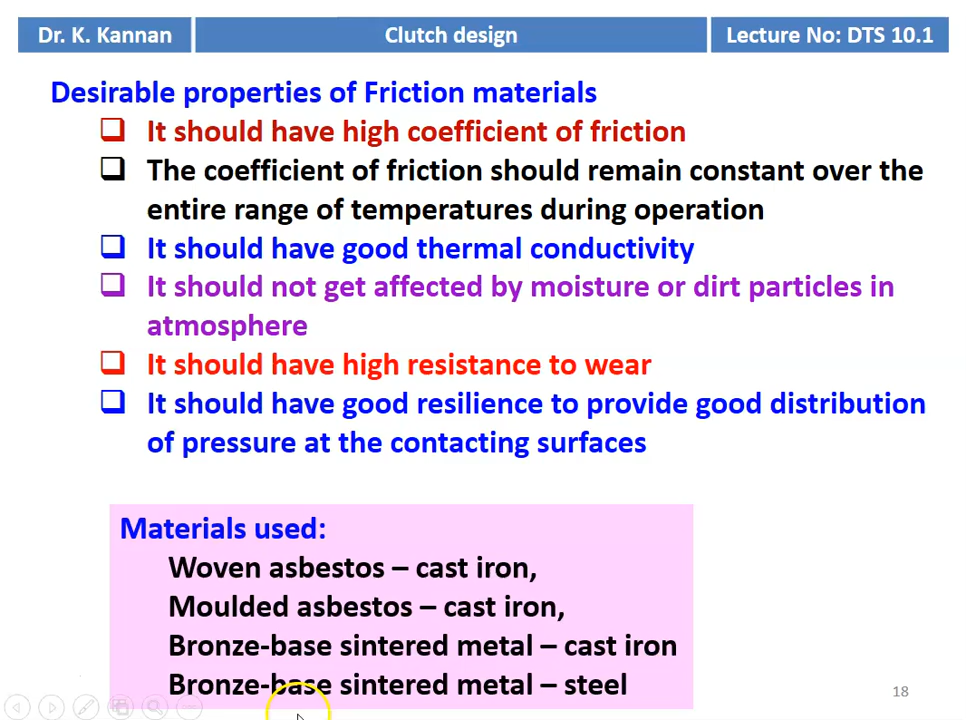 Dr. K. Kannan
Clutch design
Lecture No: DTS 10.1
Desirable properties of Friction materials
It should have high coefficient of friction
The coefficient of friction should remain constant over the
entire range of temperatures during operation
It should have good thermal conductivity
It should not get affected by moisture or dirt particles in
atmosphere
It should have high resistance to wear
It should have good resilience to provide good distribution
of pressure at the contacting surfaces
Materials used:
Woven asbestos – cast iron,
Moulded asbestos – cast iron,
Bronze-base sintered metal – cast iron
Bronze-base sintered metal – steel
18